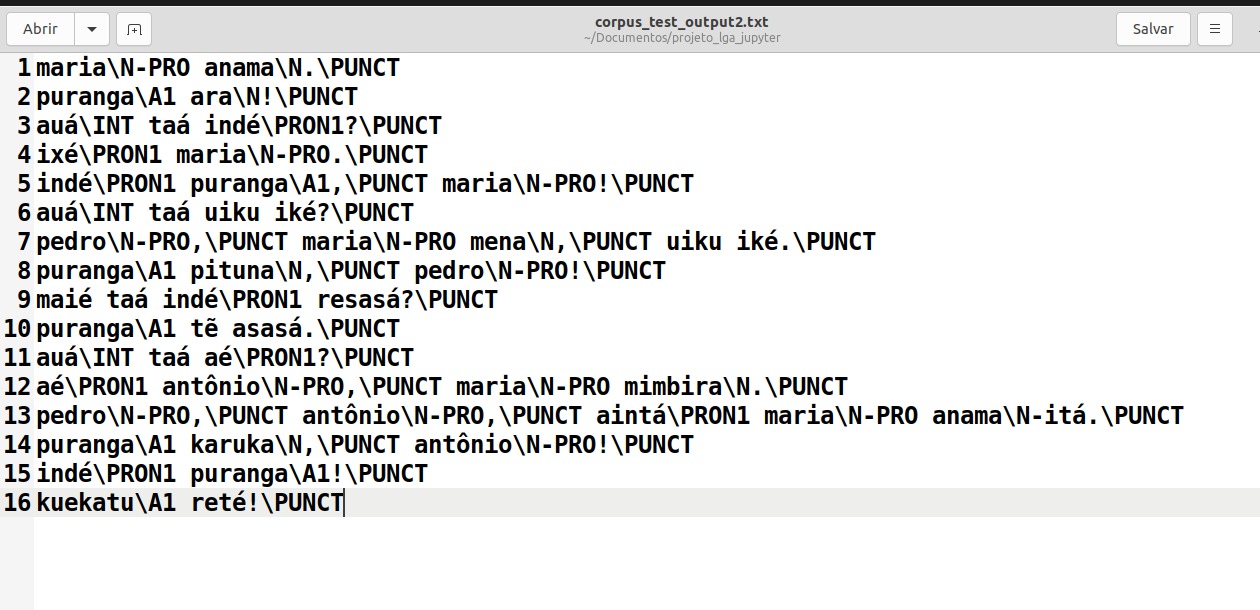 Abrir
corpus_test_output2.txt
~/Documentos/projeto_lga_jupyter
Salvar
1 maria\N-PRO anama\N.\PUNCT
2 puranga\A1 ara\N!\PUNCT
3 auá\INT taá indé\PRON1?\PUNCT
4 ixé\PRON1 maria\N-PRO.\PUNCT
5 indé\PRON1 puranga\A1,\PUNCT maria\N-PRO!\PUNCT
6 auá\INT taá uiku iké?\PUNCT
7 pedro\N-PRO,\PUNCT maria\N-PRO mena\N,\PUNCT uiku iké.\PUNCT
8 puranga\A1 pituna\N,\PUNCT pedro\N-PRO!\PUNCT
9 maié taá indé\PRON1 resasá?\PUNCT
10 puranga\A1 tẽ asasá.\PUNCT
11 auá\INT taá aé\PRON1?\PUNCT
12 aé\PRON1 antônio\N-PRO,\PUNCT maria\N-PRO mimbira\N.\PUNCT
13 pedro\N-PRO,\PUNCT antônio\N-PRO,\PUNCT aintá\PRON1 maria\N-PRO anama\N-itá.\PUNCT
14 puranga\A1 karuka\N,\PUNCT antônio\N-PRO!\PUNCT
15 indé\PRON1 puranga\A1!\PUNCT
16 kuekatu\A1 reté!\PUNCT